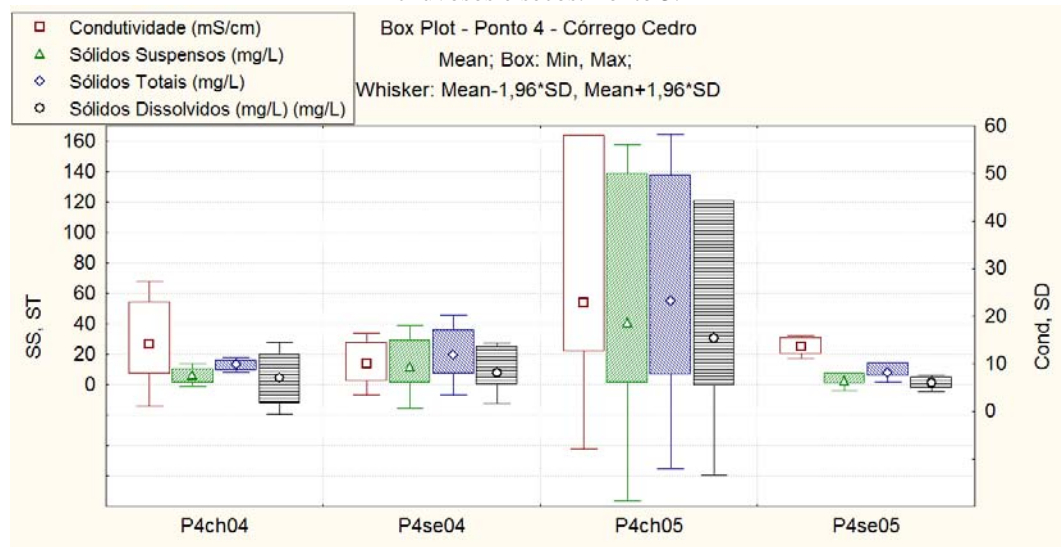 Condutividade (mS/cm)
Sólidos Suspensos (mg/L)
Sólidos Totais (mg/L)
Sólidos Dissolvidos (mg/L) (mg/L)
Box Plot - Ponto 4 - Córrego Cedro
Mean; Box: Min, Max;
Whisker: Mean-1,96*SD, Mean+1,96*SD
160
140
120
100
80
60
40
20
0
SS, ST
60
50
40
30
20
10
0
Cond, SD
P4ch04
P4se04
P4ch05
P4se05